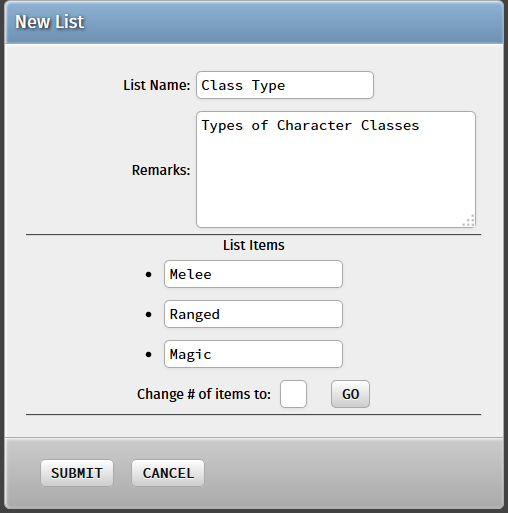 New List
List Name: Class Type
Remarks: Types of Character Classes
List Items
• Melee
• Ranged
• Magic
Change # of items to: GO
SUBMIT CANCEL